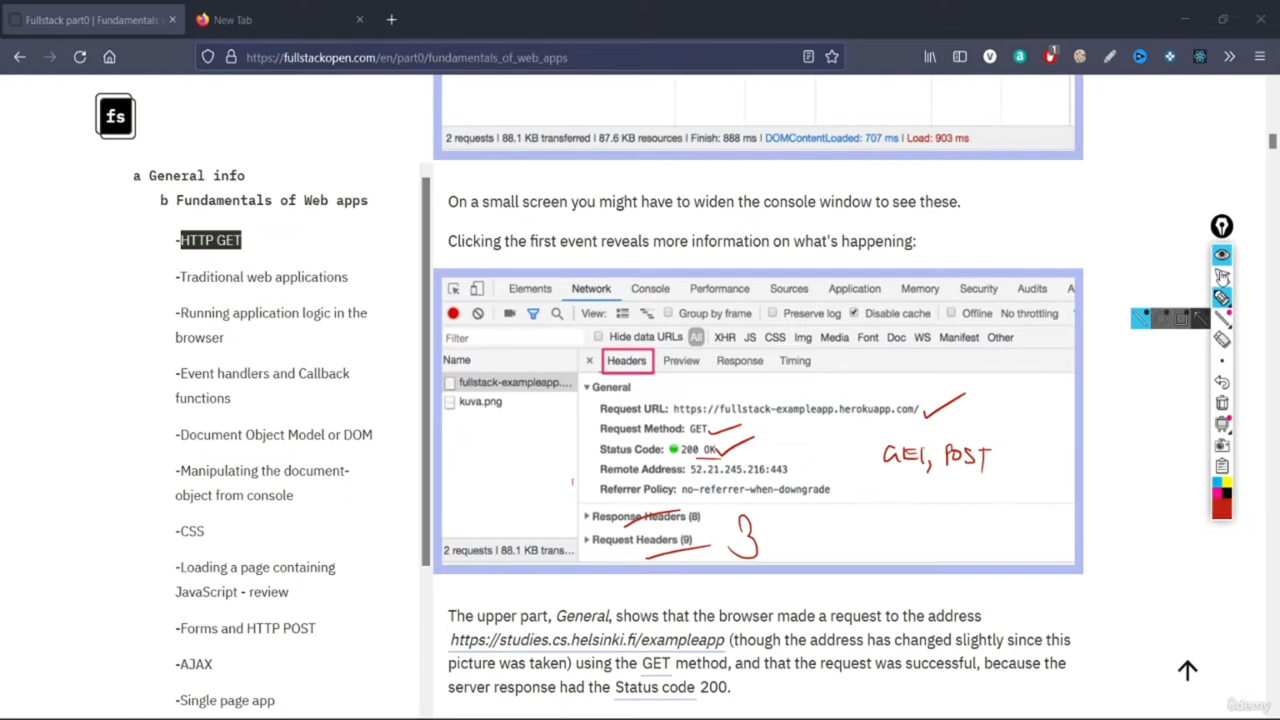 Fullstack part0 | Fundamentals
New Tab
https://fullstackopen.com/en/part0/fundamentals_of_web_apps
fs
a General info
b Fundamentals of Web apps
-HTTP GET
-Traditional web applications
-Running application logic in the
browser
-Event handlers and Callback
functions
-Document Object Model or DOM
-Manipulating the document-
object from console
-CSS
-Loading a page containing
JavaScript - review
-Forms and HTTP POST
-AJAX
-Single page app
2 requests | 88.1 KB transferred | 87.6 KB resources | Finish: 888 ms | DOMContentLoaded: 707 ms | Load: 903 ms
On a small screen you might have to widen the console window to see these.
Clicking the first event reveals more information on what's happening:
Elements Network Console Performance Sources Application Memory Security Audits A
View: Group by frame Preserve log Disable cache Offline No throttling
Filter Hide data URLs All XHR JS CSS Img Media Font Doc WS Manifest Other
Name × Headers Preview Response Timing
fullstack-exampleapp....
kuva.png
General
Request URL: https://fullstack-exampleapp.herokuapp.com/
Request Method: GET
Status Code: 200 OK
GET, POST
Remote Address: 52.21.245.216:443
Referrer Policy: no-referrer-when-downgrade
Response Headers (8)
Request Headers (9)
3
2 requests | 88.1 KB trans...
The upper part, General, shows that the browser made a request to the address
https://studies.cs.helsinki.fi/exampleapp (though the address has changed slightly since this
picture was taken) using the GET method, and that the request was successful, because the
server response had the Status code 200.
ûdemy